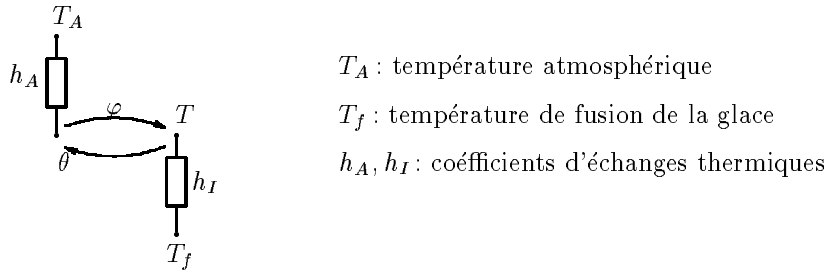 T_A
h_A
φ
T
θ
h_I
T_f
T_A : température atmosphérique
T_f : température de fusion de la glace
h_A, h_I : coéfficients d'échanges thermiques